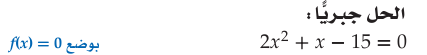 الحل جبريًّا :
2x² + x − 15 = 0 بوضع f(x) = 0